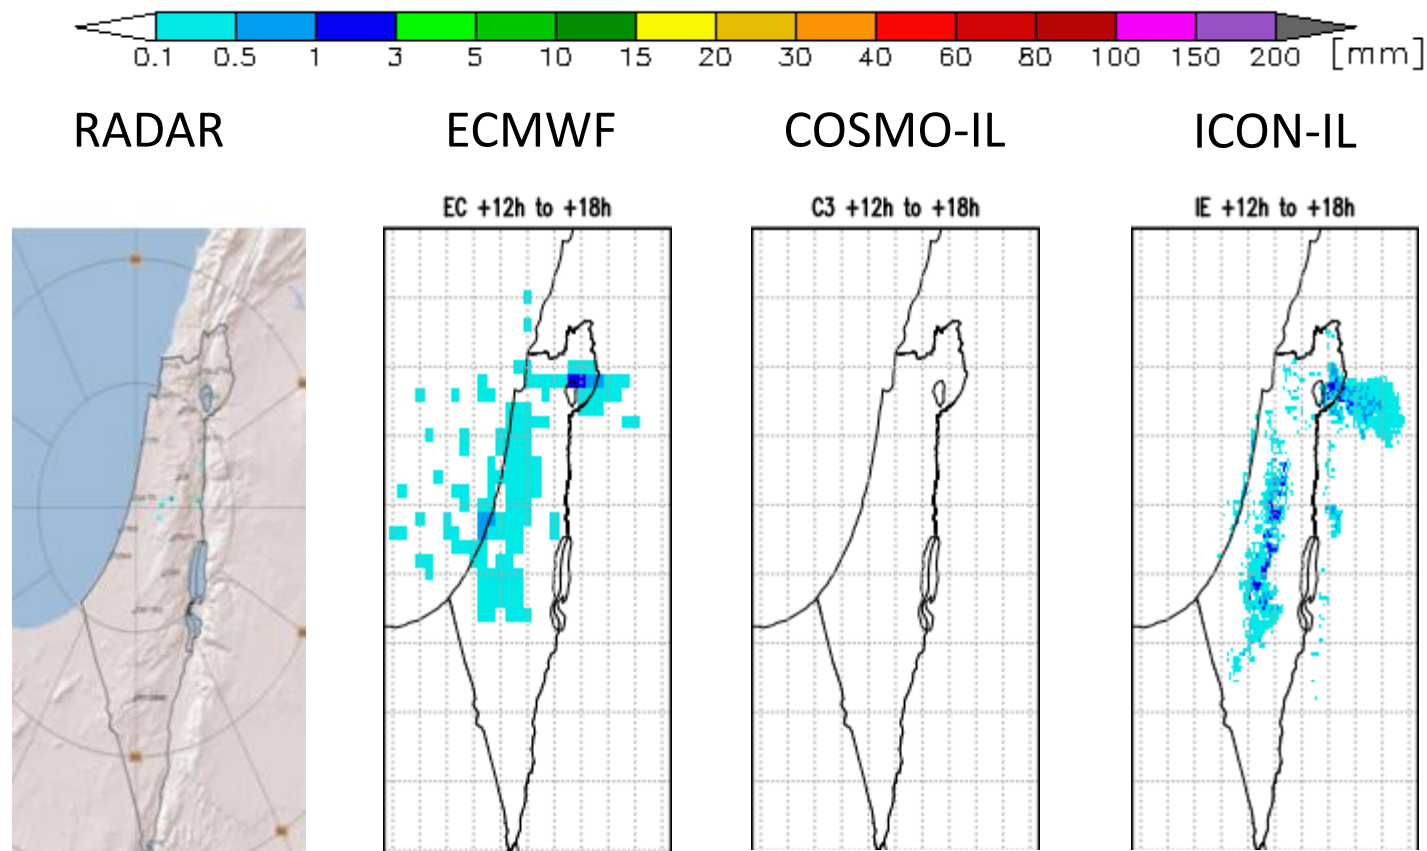 0.1 0.5 1 3 5 10 15 20 30 40 60 80 100 150 200 [mm]
RADAR ECMWF COSMO-IL ICON-IL
EC +12h to +18h C3 +12h to +18h IE +12h to +18h